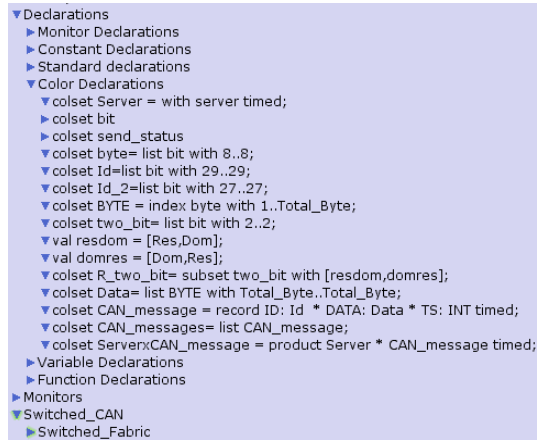 Declarations
Monitor Declarations
Constant Declarations
Standard declarations
Color Declarations
colset Server = with server timed;
colset bit
colset send_status
colset byte= list bit with 8..8;
colset Id=list bit with 29..29;
colset Id_2=list bit with 27..27;
colset BYTE = index byte with 1..Total_Byte;
colset two_bit= list bit with 2..2;
val resdom = [Res,Dom];
val domres = [Dom,Res];
colset R_two_bit= subset two_bit with [resdom,domres];
colset Data= list BYTE with Total_Byte..Total_Byte;
colset CAN_message = record ID: Id * DATA: Data * TS: INT timed;
colset CAN_messages= list CAN_message;
colset ServerxCAN_message = product Server * CAN_message timed;
Variable Declarations
Function Declarations
Monitors
Switched_CAN
Switched_Fabric